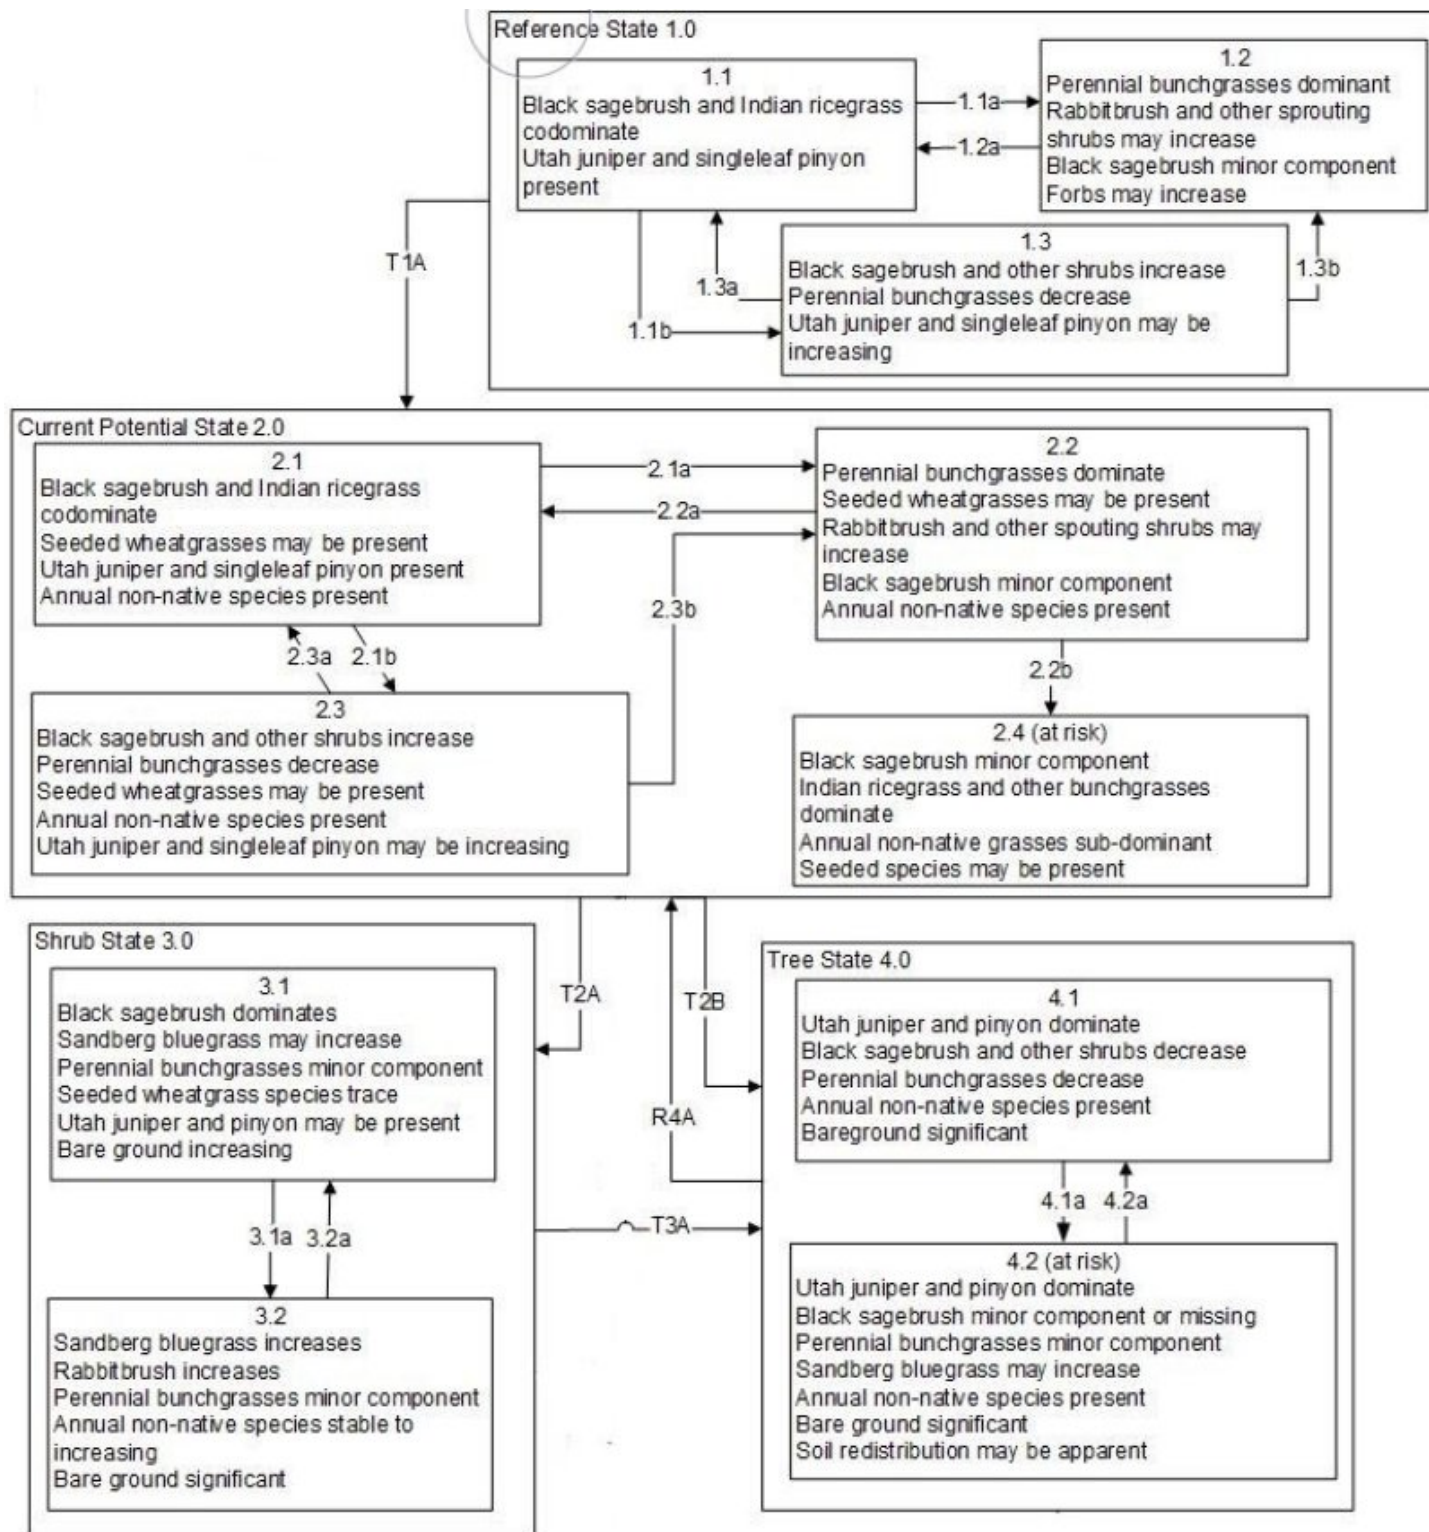 Reference State 1.0
1.1
Black sagebrush and Indian ricegrass
codominate
Utah juniper and singleleaf pinyon
present
1.1a
1.2a
1.2
Perennial bunchgrasses dominant
Rabbitbrush and other sprouting
shrubs may increase
Black sagebrush minor component
Forbs may increase
T1A
1.1b
1.3a
1.3
Black sagebrush and other shrubs increase
Perennial bunchgrasses decrease
Utah juniper and singleleaf pinyon may be
increasing
1.3b
Current Potential State 2.0
2.1
Black sagebrush and Indian ricegrass
codominate
Seeded wheatgrasses may be present
Utah juniper and singleleaf pinyon present
Annual non-native species present
2.1a
2.2a
2.2
Perennial bunchgrasses dominate
Seeded wheatgrasses may be present
Rabbitbrush and other spouting shrubs may
increase
Black sagebrush minor component
Annual non-native species present
2.3a
2.1b
2.3b
2.2b
2.3
Black sagebrush and other shrubs increase
Perennial bunchgrasses decrease
Seeded wheatgrasses may be present
Annual non-native species present
Utah juniper and singleleaf pinyon may be increasing
2.4 (at risk)
Black sagebrush minor component
Indian ricegrass and other bunchgrasses
dominate
Annual non-native grasses sub-dominant
Seeded species may be present
Shrub State 3.0
3.1
Black sagebrush dominates
Sandberg bluegrass may increase
Perennial bunchgrasses minor component
Seeded wheatgrass species trace
Utah juniper and pinyon may be present
Bare ground increasing
3.1a
3.2a
3.2
Sandberg bluegrass increases
Rabbitbrush increases
Perennial bunchgrasses minor component
Annual non-native species stable to
increasing
Bare ground significant
T2A
T2B
R4A
T3A
Tree State 4.0
4.1
Utah juniper and pinyon dominate
Black sagebrush and other shrubs decrease
Perennial bunchgrasses decrease
Annual non-native species present
Bareground significant
4.1a
4.2a
4.2 (at risk)
Utah juniper and pinyon dominate
Black sagebrush minor component or missing
Perennial bunchgrasses minor component
Sandberg bluegrass may increase
Annual non-native species present
Bare ground significant
Soil redistribution may be apparent